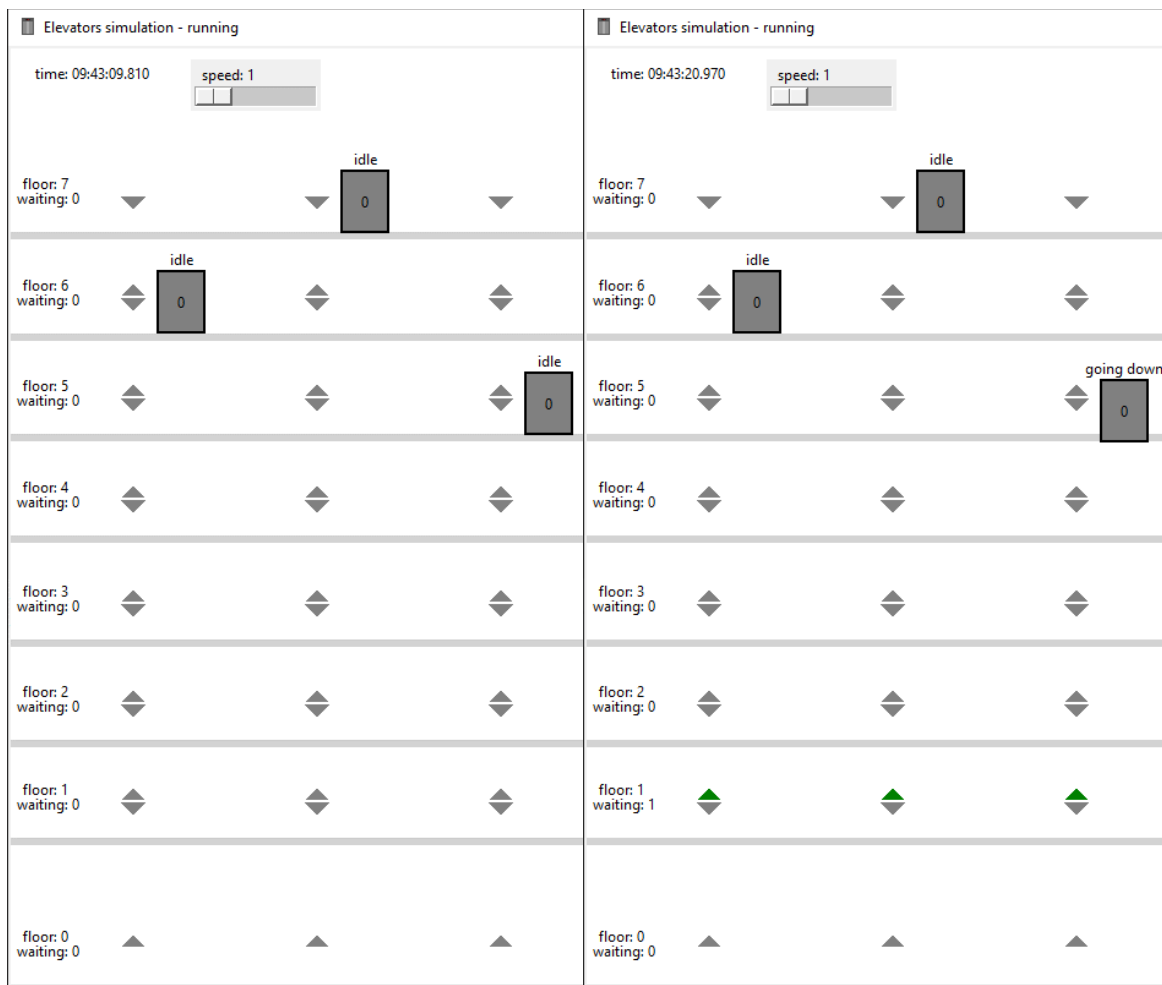 Elevators simulation - running
time: 09:43:09.810
speed: 1
idle
floor: 7
waiting: 0
0
idle
floor: 6
waiting: 0
0
idle
floor: 5
waiting: 0
0
floor: 4
waiting: 0
floor: 3
waiting: 0
floor: 2
waiting: 0
floor: 1
waiting: 0
floor: 0
waiting: 0
Elevators simulation - running
time: 09:43:20.970
speed: 1
idle
floor: 7
waiting: 0
0
idle
floor: 6
waiting: 0
0
going down
floor: 5
waiting: 0
0
floor: 4
waiting: 0
floor: 3
waiting: 0
floor: 2
waiting: 0
floor: 1
waiting: 1
floor: 0
waiting: 0